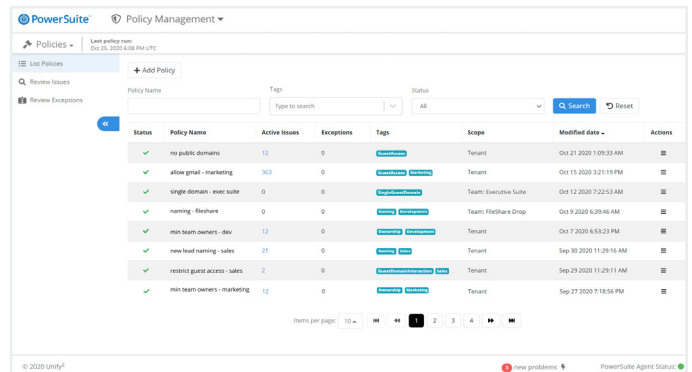 PowerSuite™ Policy Management
Policies Last policy run:
Oct 25, 2020 6:08 PM UTC
List Policies
Review Issues
Review Exceptions
+ Add Policy
Policy Name Tags Status
Type to search All Search Reset
Status Policy Name Active Issues Exceptions Tags Scope Modified date Actions
no public domains 12 0 GuestAccess Tenant Oct 21 2020 1:09:33 AM
allow gmail - marketing 363 0 GuestAccess Marketing Tenant Oct 15 2020 3:21:19 PM
single domain - exec suite 0 0 SingleGuestDomain Team: Executive Suite Oct 12 2020 7:22:53 AM
naming - fileshare 0 0 Naming Development Team: FileShare Drop Oct 9 2020 6:39:46 AM
min team owners - dev 12 0 Ownership Development Tenant Oct 7 2020 6:53:23 PM
new lead naming - sales 21 0 Naming Sales Tenant Sep 30 2020 11:29:16 AM
restrict guest access - sales 2 0 GuestDomainInteraction Sales Tenant Sep 29 2020 11:29:11 AM
min team owners - marketing 12 0 Ownership Marketing Tenant Sep 27 2020 7:18:56 PM
Items per page: 10 1 2 3 4
© 2020 Unify² 3 new problems PowerSuite Agent Status: